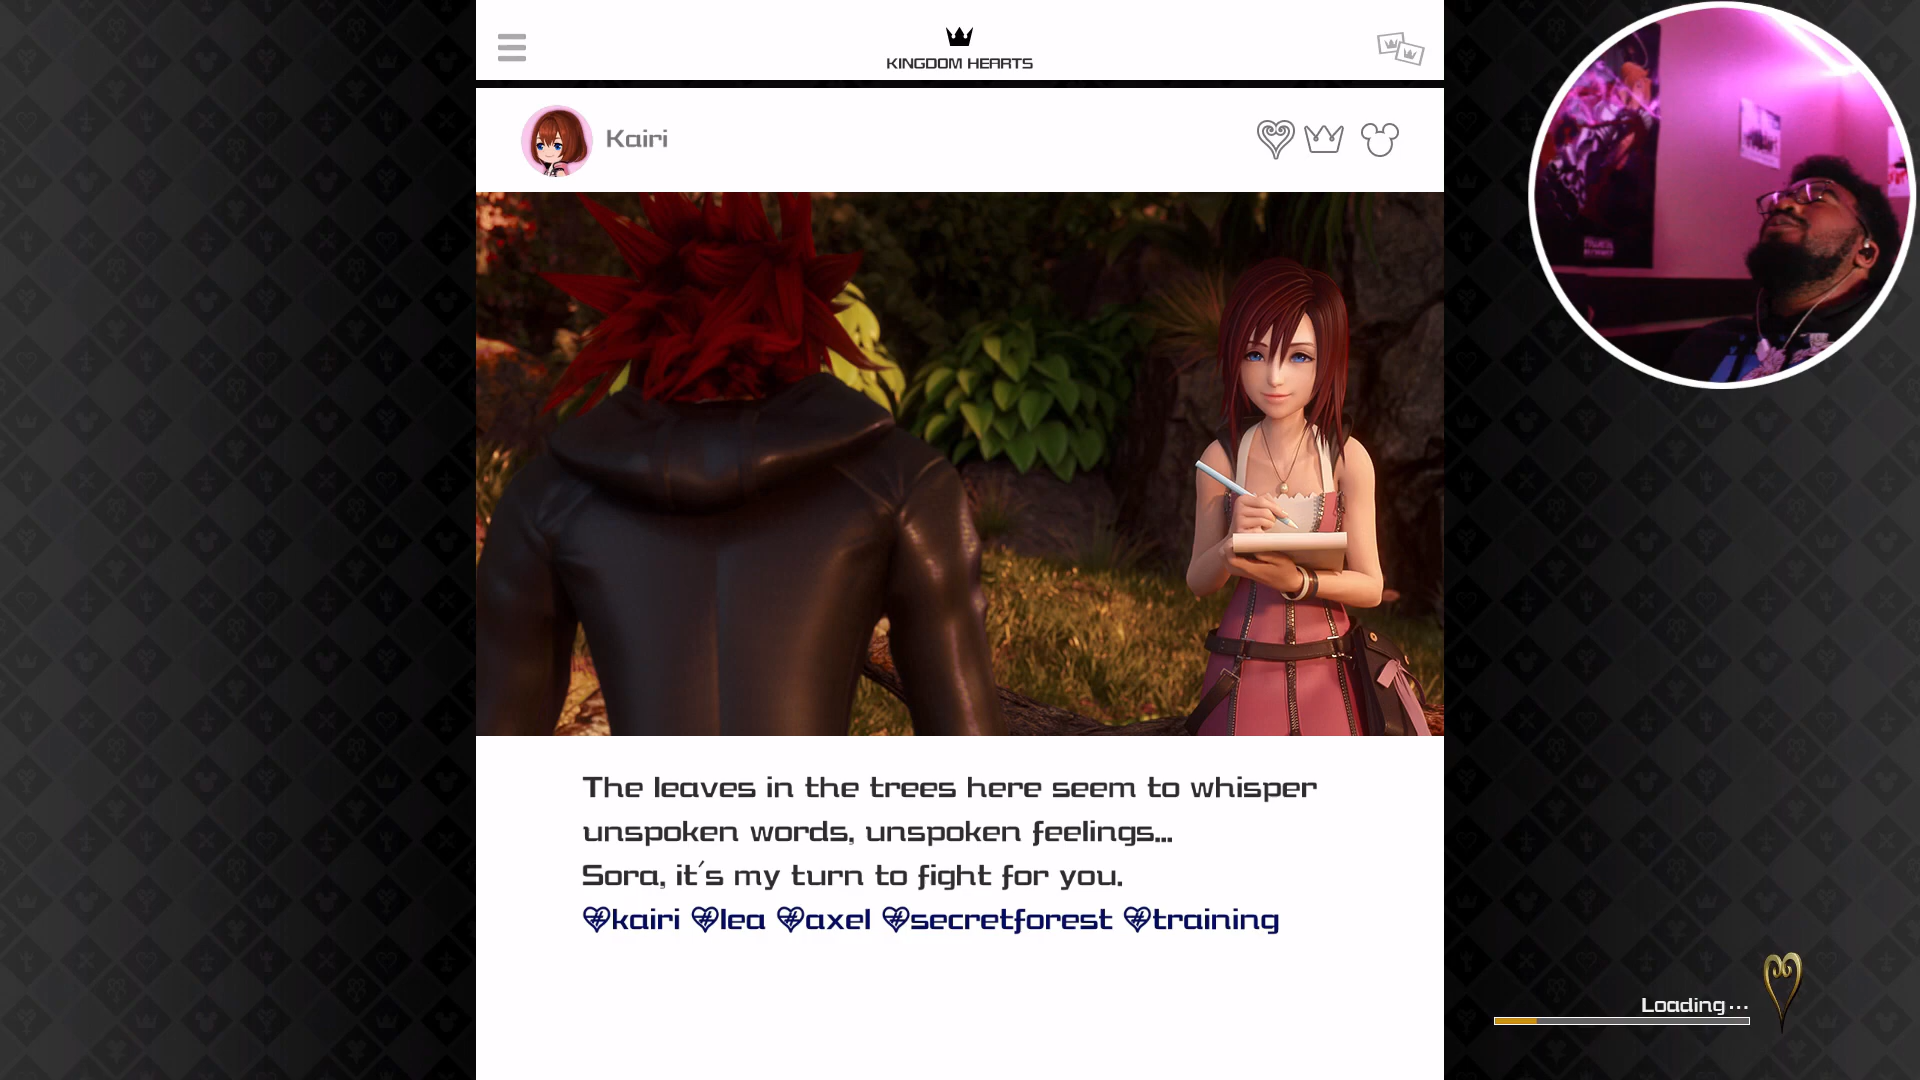 KINGDOM HEARTS
Kairi
The leaves in the trees here seem to whisper
unspoken words, unspoken feelings...
Sora, it's my turn to fight for you.
#kairi #lea #axel #secretforest #training
Loading...